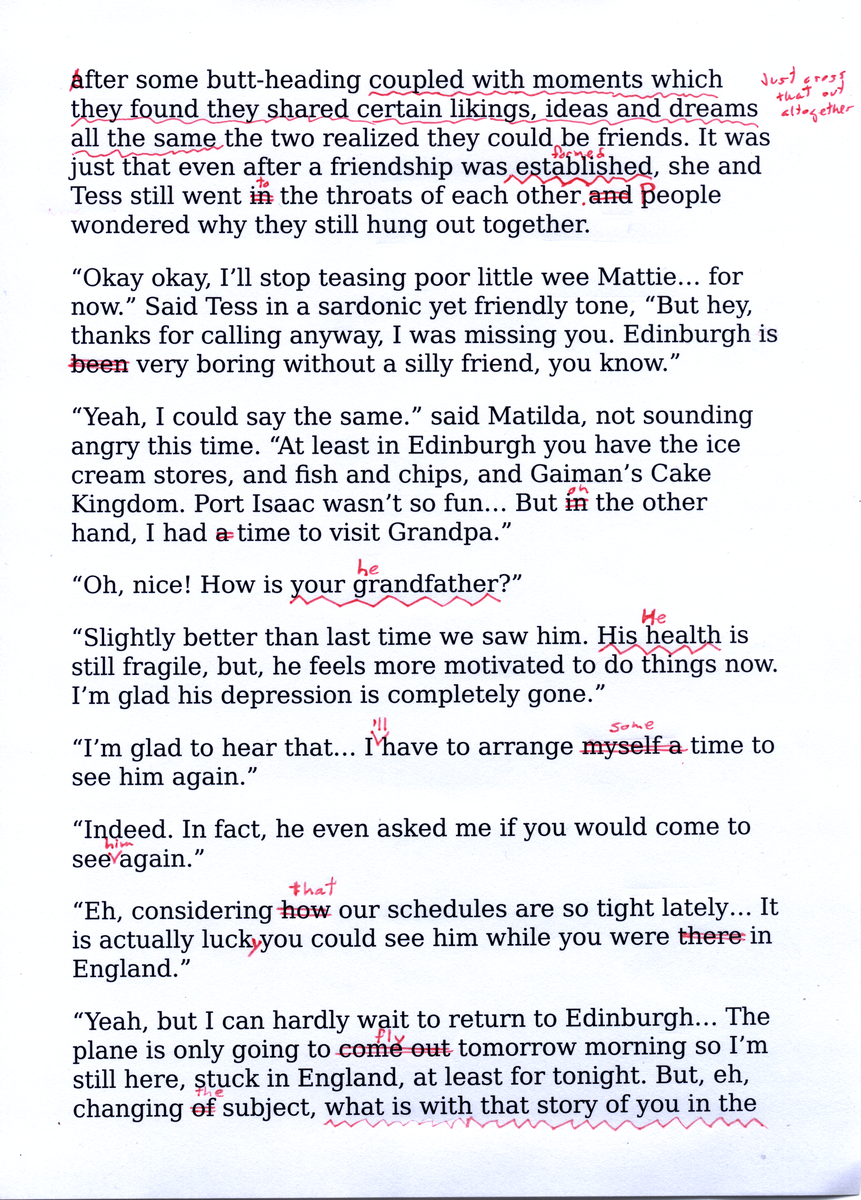 After some butt-heading coupled with moments which
Just cross
they found they shared certain likings, ideas and dreams
that out
altogether
all the same the two realized they could be friends. It was
formed
just that even after a friendship was established, she and
to
Tess still went in the throats of each other. and People
wondered why they still hung out together.
“Okay okay, I’ll stop teasing poor little wee Mattie… for
now.” Said Tess in a sardonic yet friendly tone, “But hey,
thanks for calling anyway, I was missing you. Edinburgh is
been very boring without a silly friend, you know.”
“Yeah, I could say the same.” said Matilda, not sounding
angry this time. “At least in Edinburgh you have the ice
cream stores, and fish and chips, and Gaiman’s Cake
on
Kingdom. Port Isaac wasn’t so fun… But in the other
hand, I had a time to visit Grandpa.”
he
“Oh, nice! How is your grandfather?”
He
“Slightly better than last time we saw him. His health is
still fragile, but, he feels more motivated to do things now.
I’m glad his depression is completely gone.”
'll some
“I’m glad to hear that… I have to arrange myself a time to
see him again.”
“Indeed. In fact, he even asked me if you would come to
him
see again.”
that
“Eh, considering how our schedules are so tight lately… It
is actually lucky you could see him while you were there in
England.”
“Yeah, but I can hardly wait to return to Edinburgh… The
fly
plane is only going to come out tomorrow morning so I’m
still here, stuck in England, at least for tonight. But, eh,
the
changing of subject, what is with that story of you in the